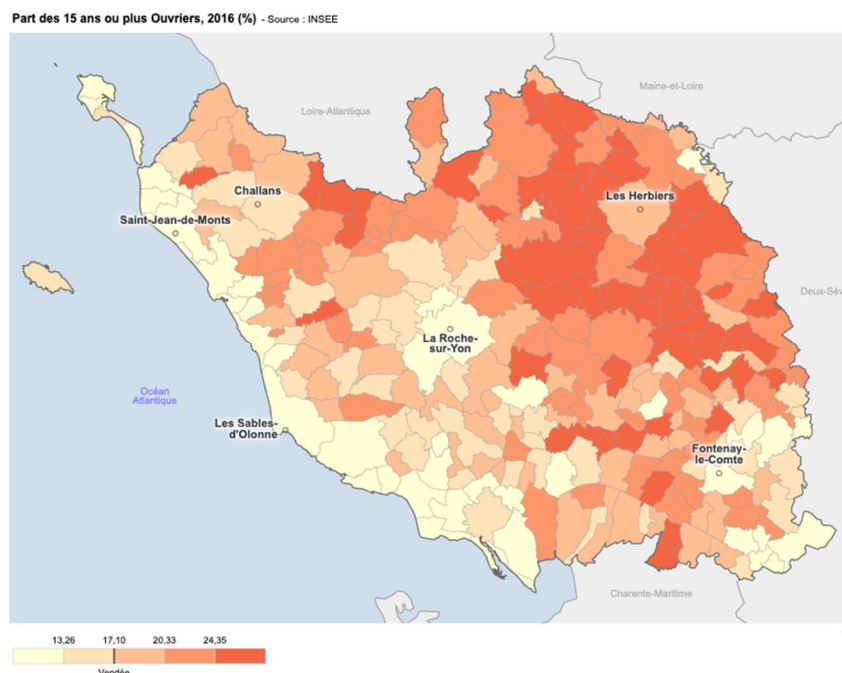 Part des 15 ans ou plus Ouvriers, 2016 (%) - Source : INSEE
Maine-et-Loire
Loire-Atlantique
Challans
Les Herbiers
Saint-Jean-de-Monts
Deux-Sèv
La Roche-
sur-Yon
Océan
Atlantique
Les Sables-
d'Olonne
Fontenay-
le-Comte
Charente-Maritime
13,26 17,10 20,33 24,35
Vendée